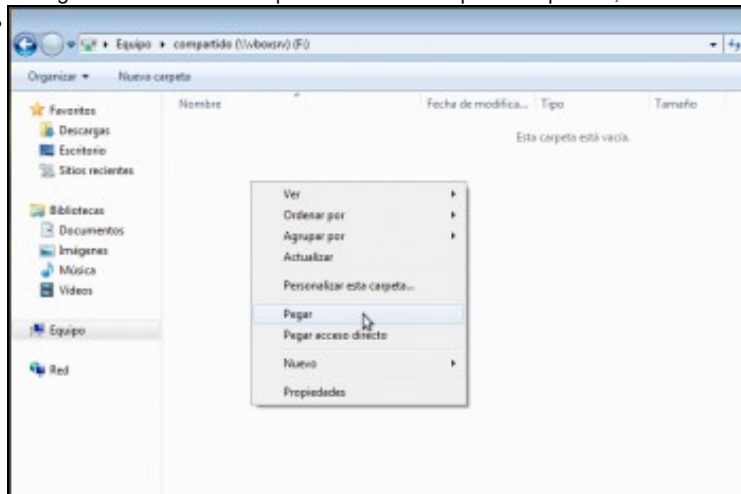 Equipo ▸ compartido (\\vboxsrv) (F:)
Organizar Nueva carpeta
Nombre Fecha de modifica... Tipo Tamaño
Esta carpeta está vacía.
Favoritos
Descargas
Escritorio
Sitios recientes
Bibliotecas
Documentos
Imágenes
Música
Vídeos
Equipo
Red
Ver
Ordenar por
Agrupar por
Actualizar
Personalizar esta carpeta...
Pegar
Pegar acceso directo
Nuevo
Propiedades